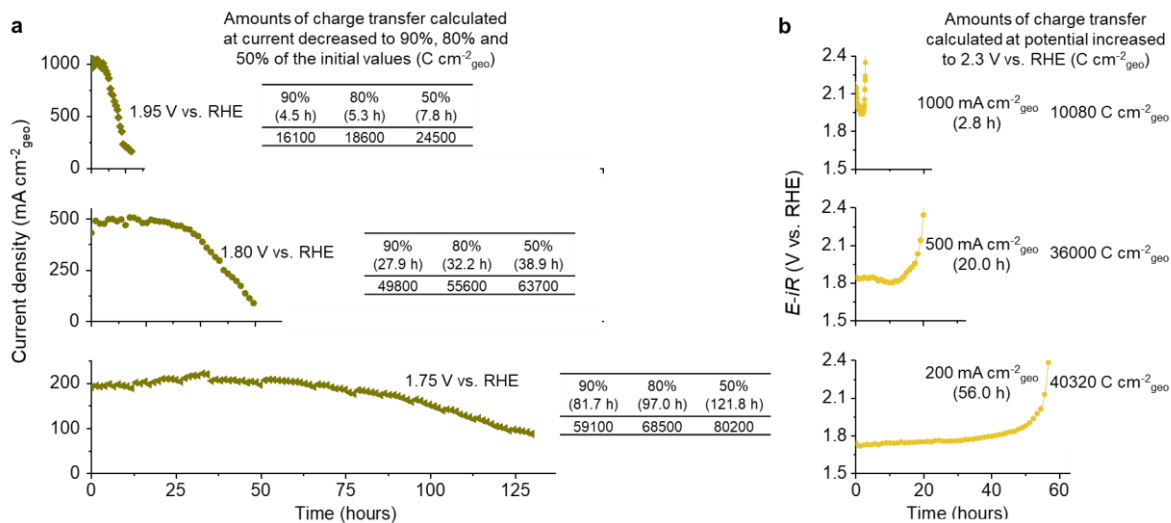 a
Amounts of charge transfer calculated
at current decreased to 90%, 80% and
50% of the initial values (C cm⁻²geo)
Current density (mA cm⁻²geo)
1000
500
0
1.95 V vs. RHE
90% 80% 50%
(4.5 h) (5.3 h) (7.8 h)
16100 18600 24500
500
250
0
1.80 V vs. RHE
90% 80% 50%
(27.9 h) (32.2 h) (38.9 h)
49800 55600 63700
300
200
100
0
1.75 V vs. RHE
90% 80% 50%
(81.7 h) (97.0 h) (121.8 h)
59100 68500 80200
0 25 50 75 100 125
Time (hours)
b
Amounts of charge transfer
calculated at potential increased
to 2.3 V vs. RHE (C cm⁻²geo)
E-iR (V vs. RHE)
2.4
2.1
1.8
1.5
1000 mA cm⁻²geo
(2.8 h)
10080 C cm⁻²geo
2.4
2.1
1.8
1.5
500 mA cm⁻²geo
(20.0 h)
36000 C cm⁻²geo
2.4
2.1
1.8
1.5
200 mA cm⁻²geo
(56.0 h)
40320 C cm⁻²geo
0 20 40 60
Time (hours)